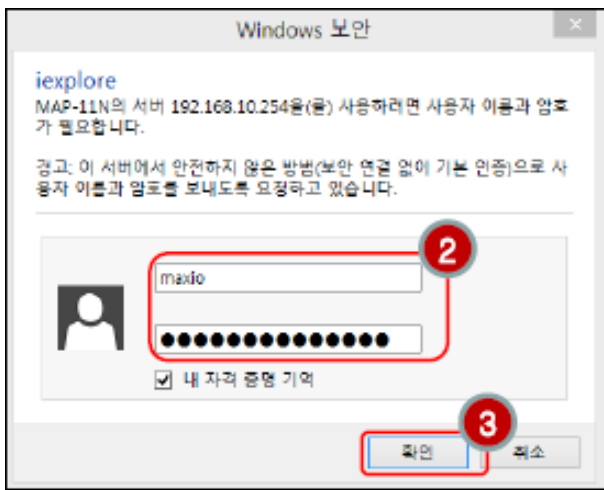 Windows 보안
iexplore
MAP-11N의 서버 192.168.10.254을(를) 사용하려면 사용자 이름과 암호
가 필요합니다.
경고: 이 서버에서 안전하지 않은 방법(보안 연결 없이 기본 인증)으로 사
용자 이름과 암호를 보내도록 요청하고 있습니다.
2
maxio
●●●●●●●●●●●●●●
내 자격 증명 기억
3
확인 취소